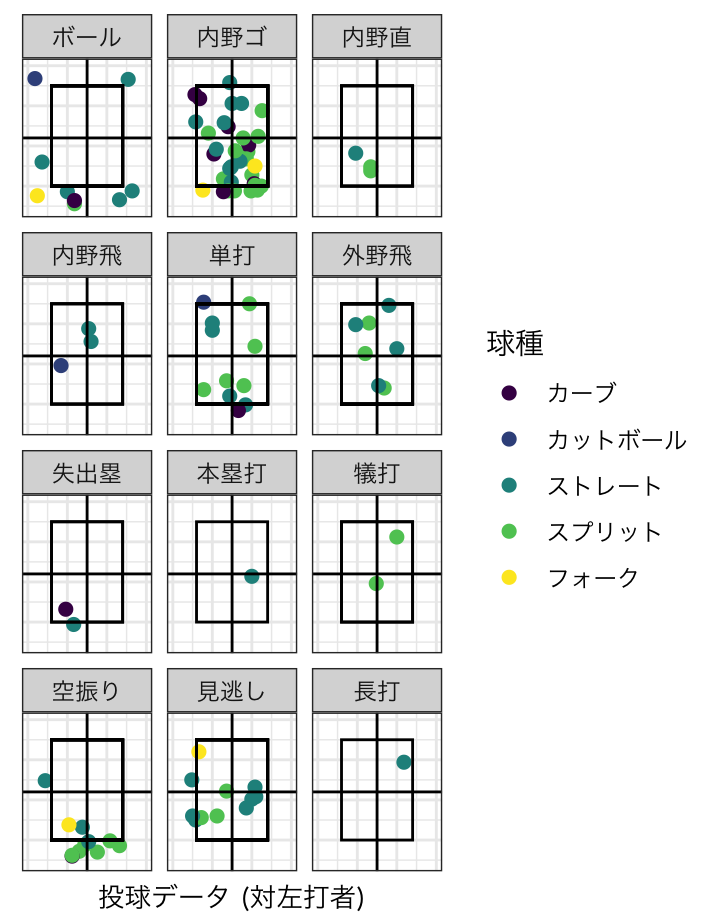 ボール
内野ゴ
内野直
内野飛
単打
外野飛
失出塁
本塁打
犠打
空振り
見逃し
長打
球種
カーブ
カットボール
ストレート
スプリット
フォーク
投球データ (対左打者)